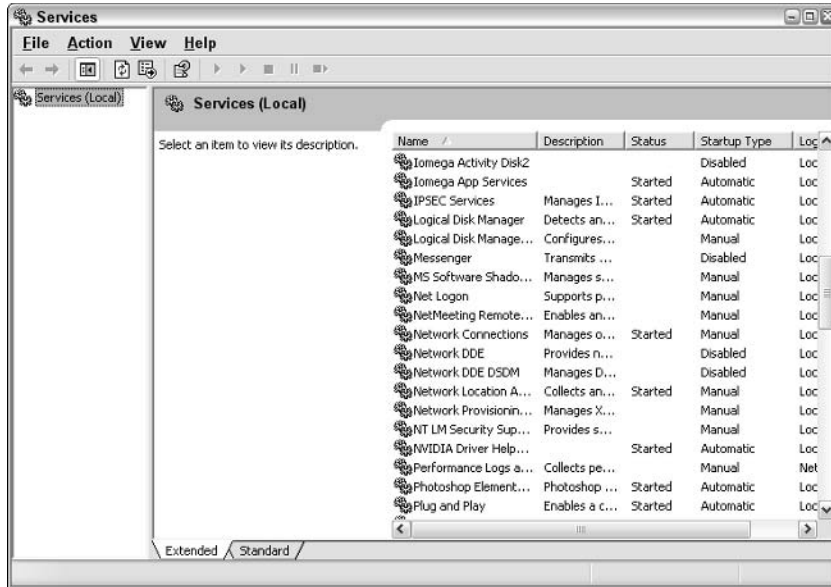 Services
File Action View Help
Services (Local)
Services (Local)
Select an item to view its description.
Name Description Status Startup Type Log
Iomega Activity Disk2 Disabled Loc
Iomega App Services Started Automatic Loc
IPSEC Services Manages I... Started Automatic Loc
Logical Disk Manager Detects an... Started Automatic Loc
Logical Disk Manage... Configures... Manual Loc
Messenger Transmits ... Disabled Loc
MS Software Shado... Manages s... Manual Loc
Net Logon Supports p... Manual Loc
NetMeeting Remote... Enables an... Manual Loc
Network Connections Manages o... Started Manual Loc
Network DDE Provides n... Disabled Loc
Network DDE DSDM Manages D... Disabled Loc
Network Location A... Collects an... Started Manual Loc
Network Provisionin... Manages X... Manual Loc
NT LM Security Sup... Provides s... Manual Loc
NVIDIA Driver Help... Started Automatic Loc
Performance Logs a... Collects pe... Manual Net
Photoshop Element... Photoshop ... Started Automatic Loc
Plug and Play Enables a c... Started Automatic Loc
Extended Standard